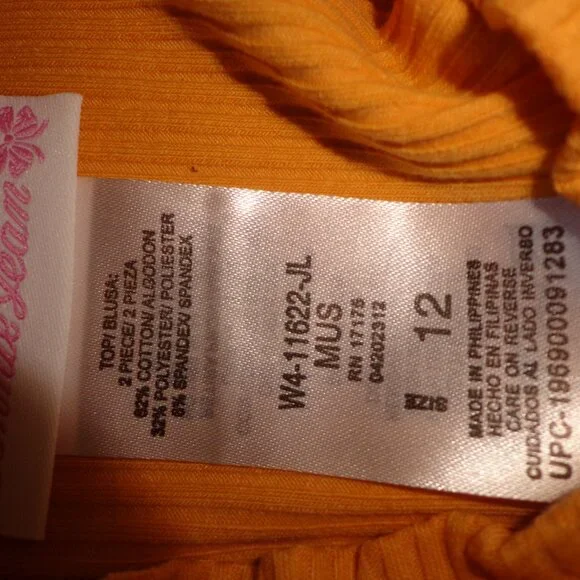 TOP/ BLUSA:
2 PIECE/ 2 PIEZA
62% COTTON/ ALGODON
32% POLYESTER/ POLIESTER
6% SPANDEX/ SPANDEX
W4-11622-JL
MUS
RN 17175
04202312
12
MADE IN PHILIPPINES
HECHO EN FILIPINAS
CARE ON REVERSE
CUIDADOS AL LADO INVERSO
UPC-196900091283
Jean